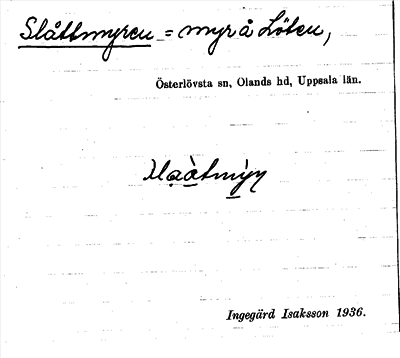 Slåttmyren = myr å Löten,
Österlövsta sn, Olands hd, Uppsala län.
Ingegärd Isaksson 1936.